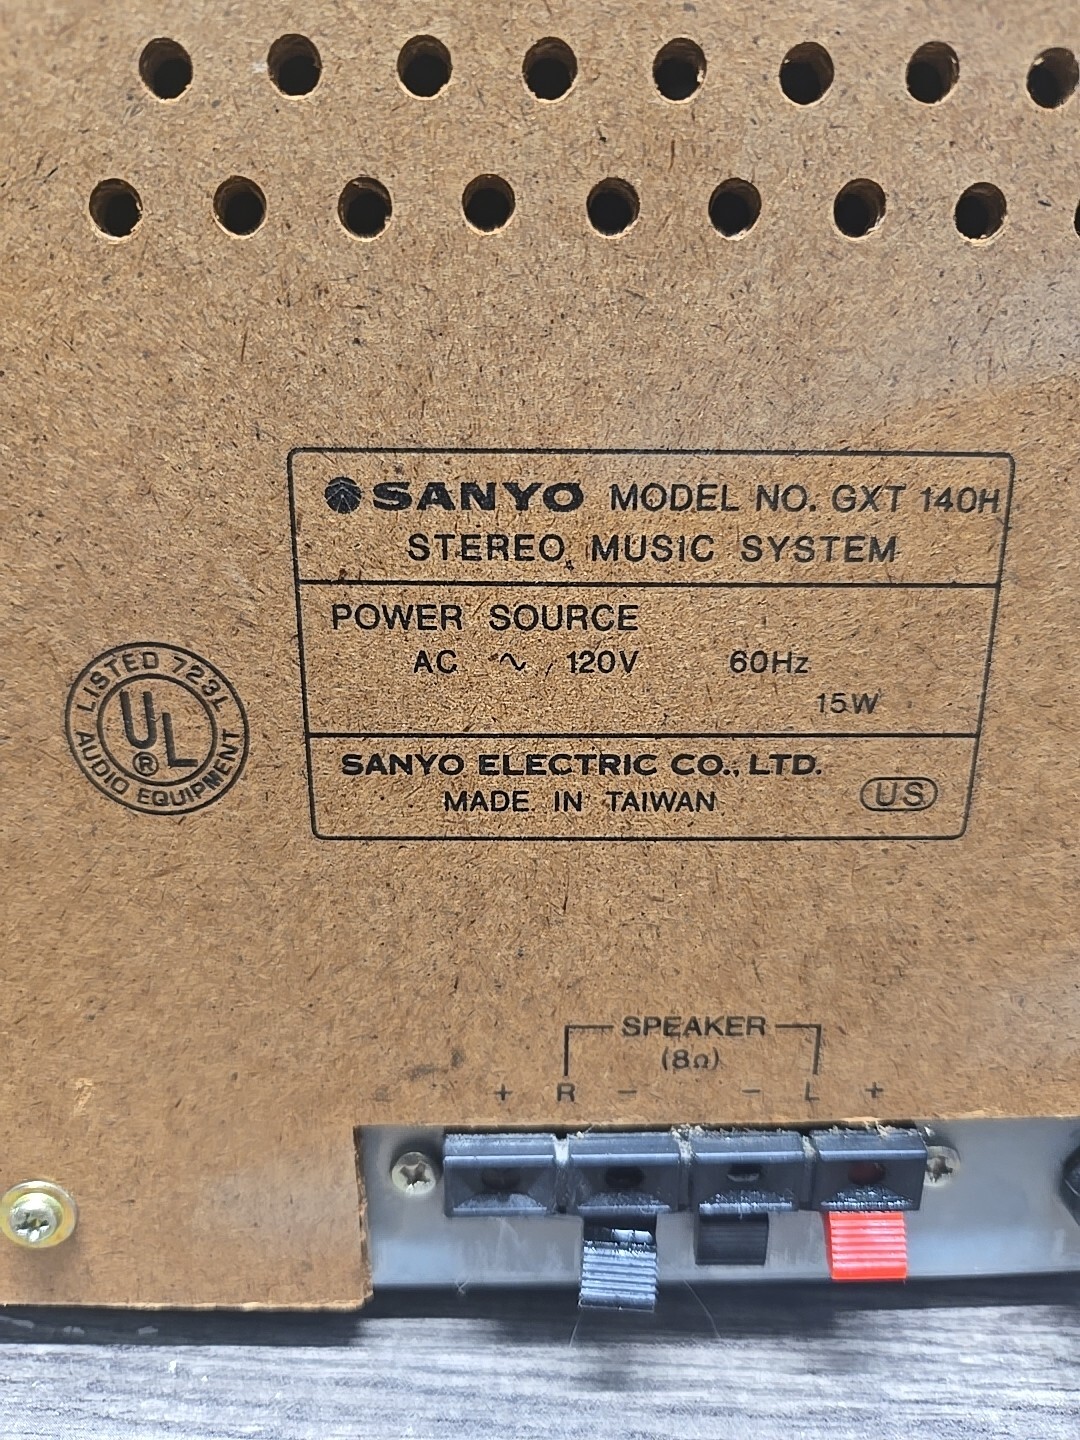 SANYO MODEL NO. GXT 140H
STEREO MUSIC SYSTEM
POWER SOURCE
AC ~ 120V 60Hz
15W
SANYO ELECTRIC CO., LTD.
MADE IN TAIWAN US
LISTED 723L
UL®
AUDIO EQUIPMENT
SPEAKER
(8Ω)
+ R - - L +